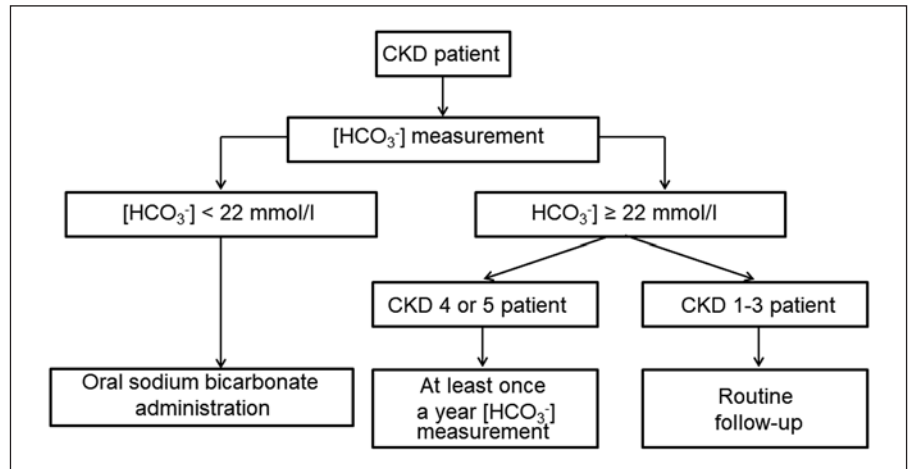 CKD patient
[HCO₃⁻] measurement
[HCO₃⁻] < 22 mmol/l
HCO₃⁻] ≥ 22 mmol/l
CKD 4 or 5 patient
CKD 1-3 patient
Oral sodium bicarbonate
administration
At least once
a year [HCO₃⁻]
measurement
Routine
follow-up